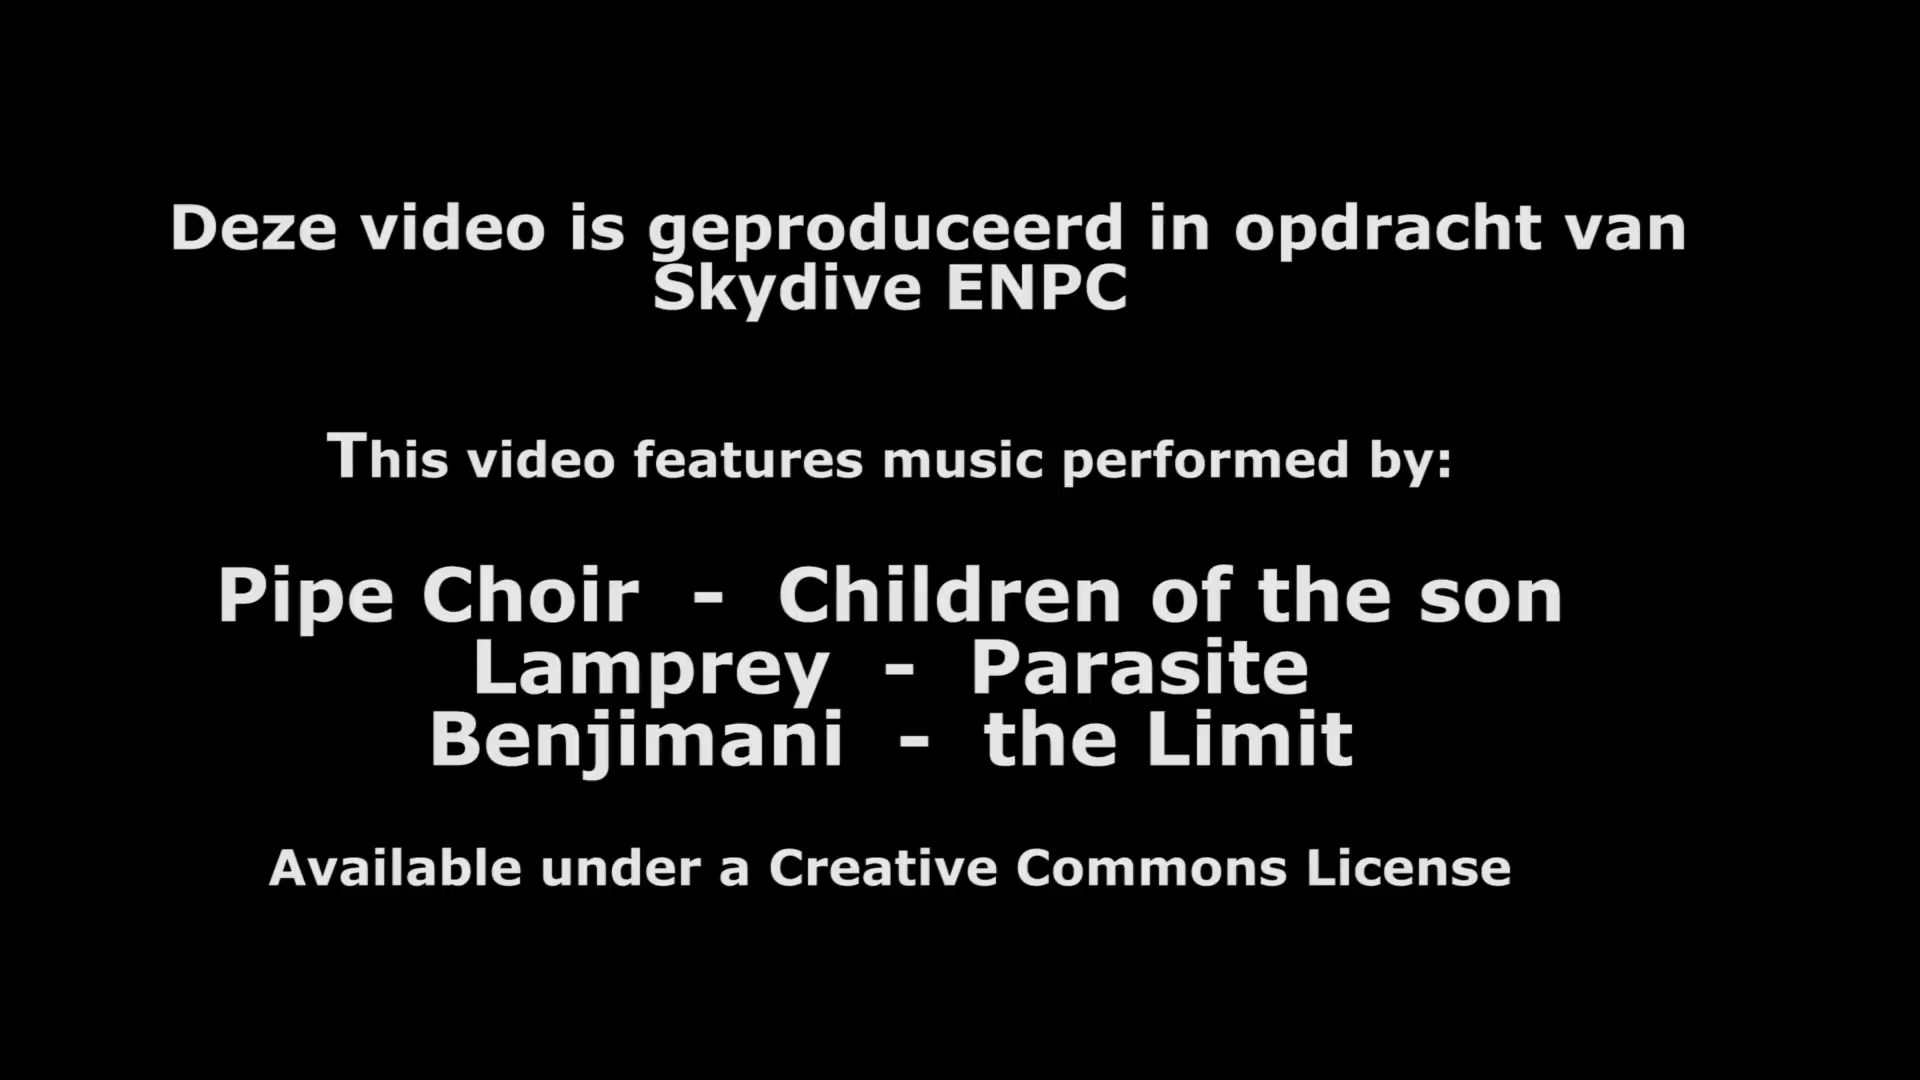 Deze video is geproduceerd in opdracht van
Skydive ENPC
This video features music performed by:
Pipe Choir - Children of the son
Lamprey - Parasite
Benjimani - the Limit
Available under a Creative Commons License